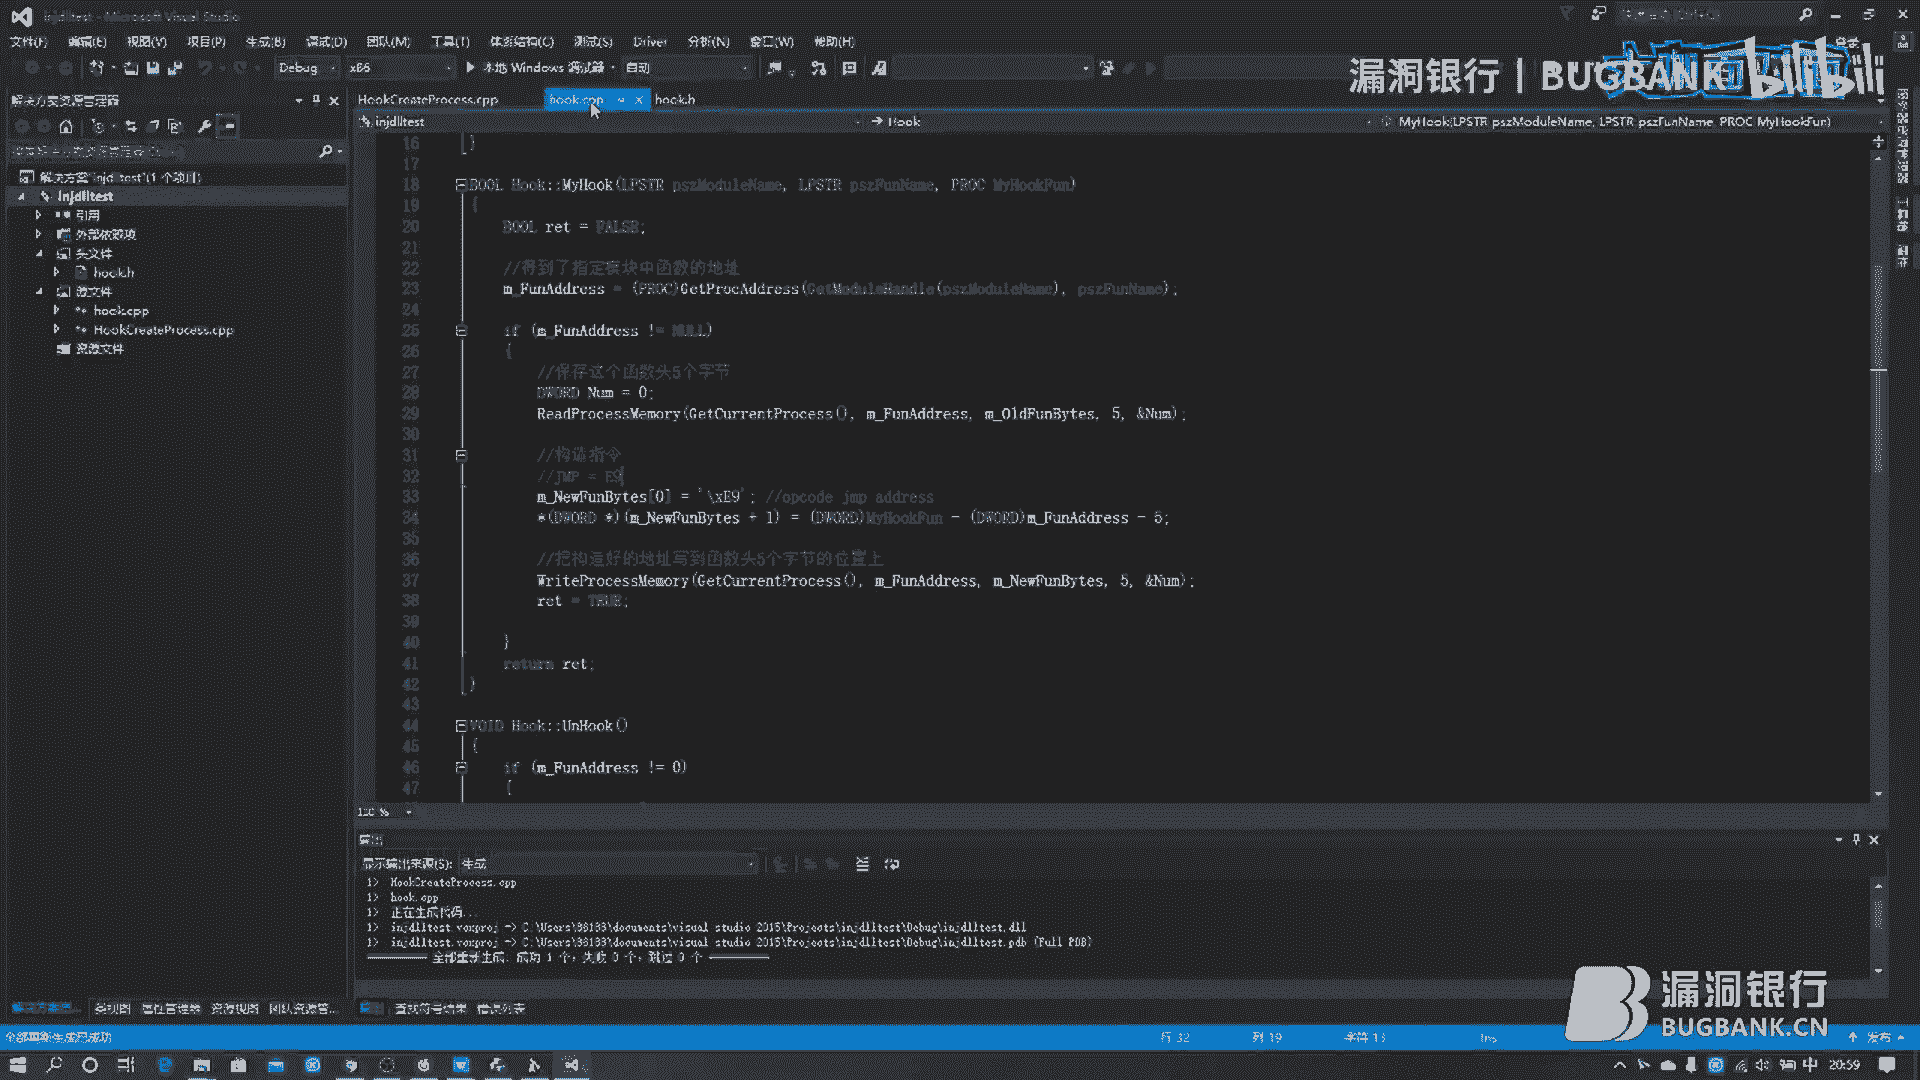 injdlltest - Microsoft Visual Studio
文件(F) 编辑(E) 视图(V) 项目(P) 生成(B) 调试(D) 团队(M) 工具(T) 体系结构(C) 测试(S) Driver 分析(N) 窗口(W) 帮助(H)
Debug x86 本地 Windows 调试器 自动
漏洞银行 | BUGBANK
bilibili
解决方案资源管理器
HookCreateProcess.cpp hook.cpp hook.h
injdlltest Hook MyHook(LPSTR pszModuleName, LPSTR pszFunName, PROC MyHookFun)
解决方案"injdlltest"(1 个项目)
injdlltest
引用
外部依赖项
头文件
hook.h
源文件
hook.cpp
HookCreateProcess.cpp
资源文件
16 }
17
18 BOOL Hook::MyHook(LPSTR pszModuleName, LPSTR pszFunName, PROC MyHookFun)
19 {
20 BOOL ret = FALSE;
21
22 //得到了指定模块中函数的地址
23 m_FunAddress = (PROC)GetProcAddress(GetModuleHandle(pszModuleName), pszFunName);
24
25 if (m_FunAddress != NULL)
26 {
27 //保存这个函数头5个字节
28 DWORD Num = 0;
29 ReadProcessMemory(GetCurrentProcess(), m_FunAddress, m_OldFunBytes, 5, &Num);
30
31 //构造指令
32 //JMP = E9
33 m_NewFunBytes[0] = '\xE9'; //opcode jmp address
34 *(DWORD *)(m_NewFunBytes + 1) = (DWORD)MyHookFun - (DWORD)m_FunAddress - 5;
35
36 //把构造好的地址写到函数头5个字节的位置上
37 WriteProcessMemory(GetCurrentProcess(), m_FunAddress, m_NewFunBytes, 5, &Num);
38 ret = TRUE;
39
40 }
41 return ret;
42 }
43
44 VOID Hook::UnHook()
45 {
46 if (m_FunAddress != 0)
47 {
120 %
输出
显示输出来源(S): 生成
1> HookCreateProcess.cpp
1> hook.cpp
1> 正在生成代码...
1> injdlltest.vcxproj -> C:\Users\86183\documents\visual studio 2015\Projects\injdlltest\Debug\injdlltest.dll
1> injdlltest.vcxproj -> C:\Users\86183\documents\visual studio 2015\Projects\injdlltest\Debug\injdlltest.pdb (Full PDB)
========== 全部重新生成: 成功 1 个，失败 0 个，跳过 0 个 ==========
类视图 属性管理器 资源视图 团队资源管... 输出 查找符号结果 错误列表
全部重新生成已成功 行 32 列 19 字符 13 Ins 发布
漏洞银行
BUGBANK.CN
中 20:59